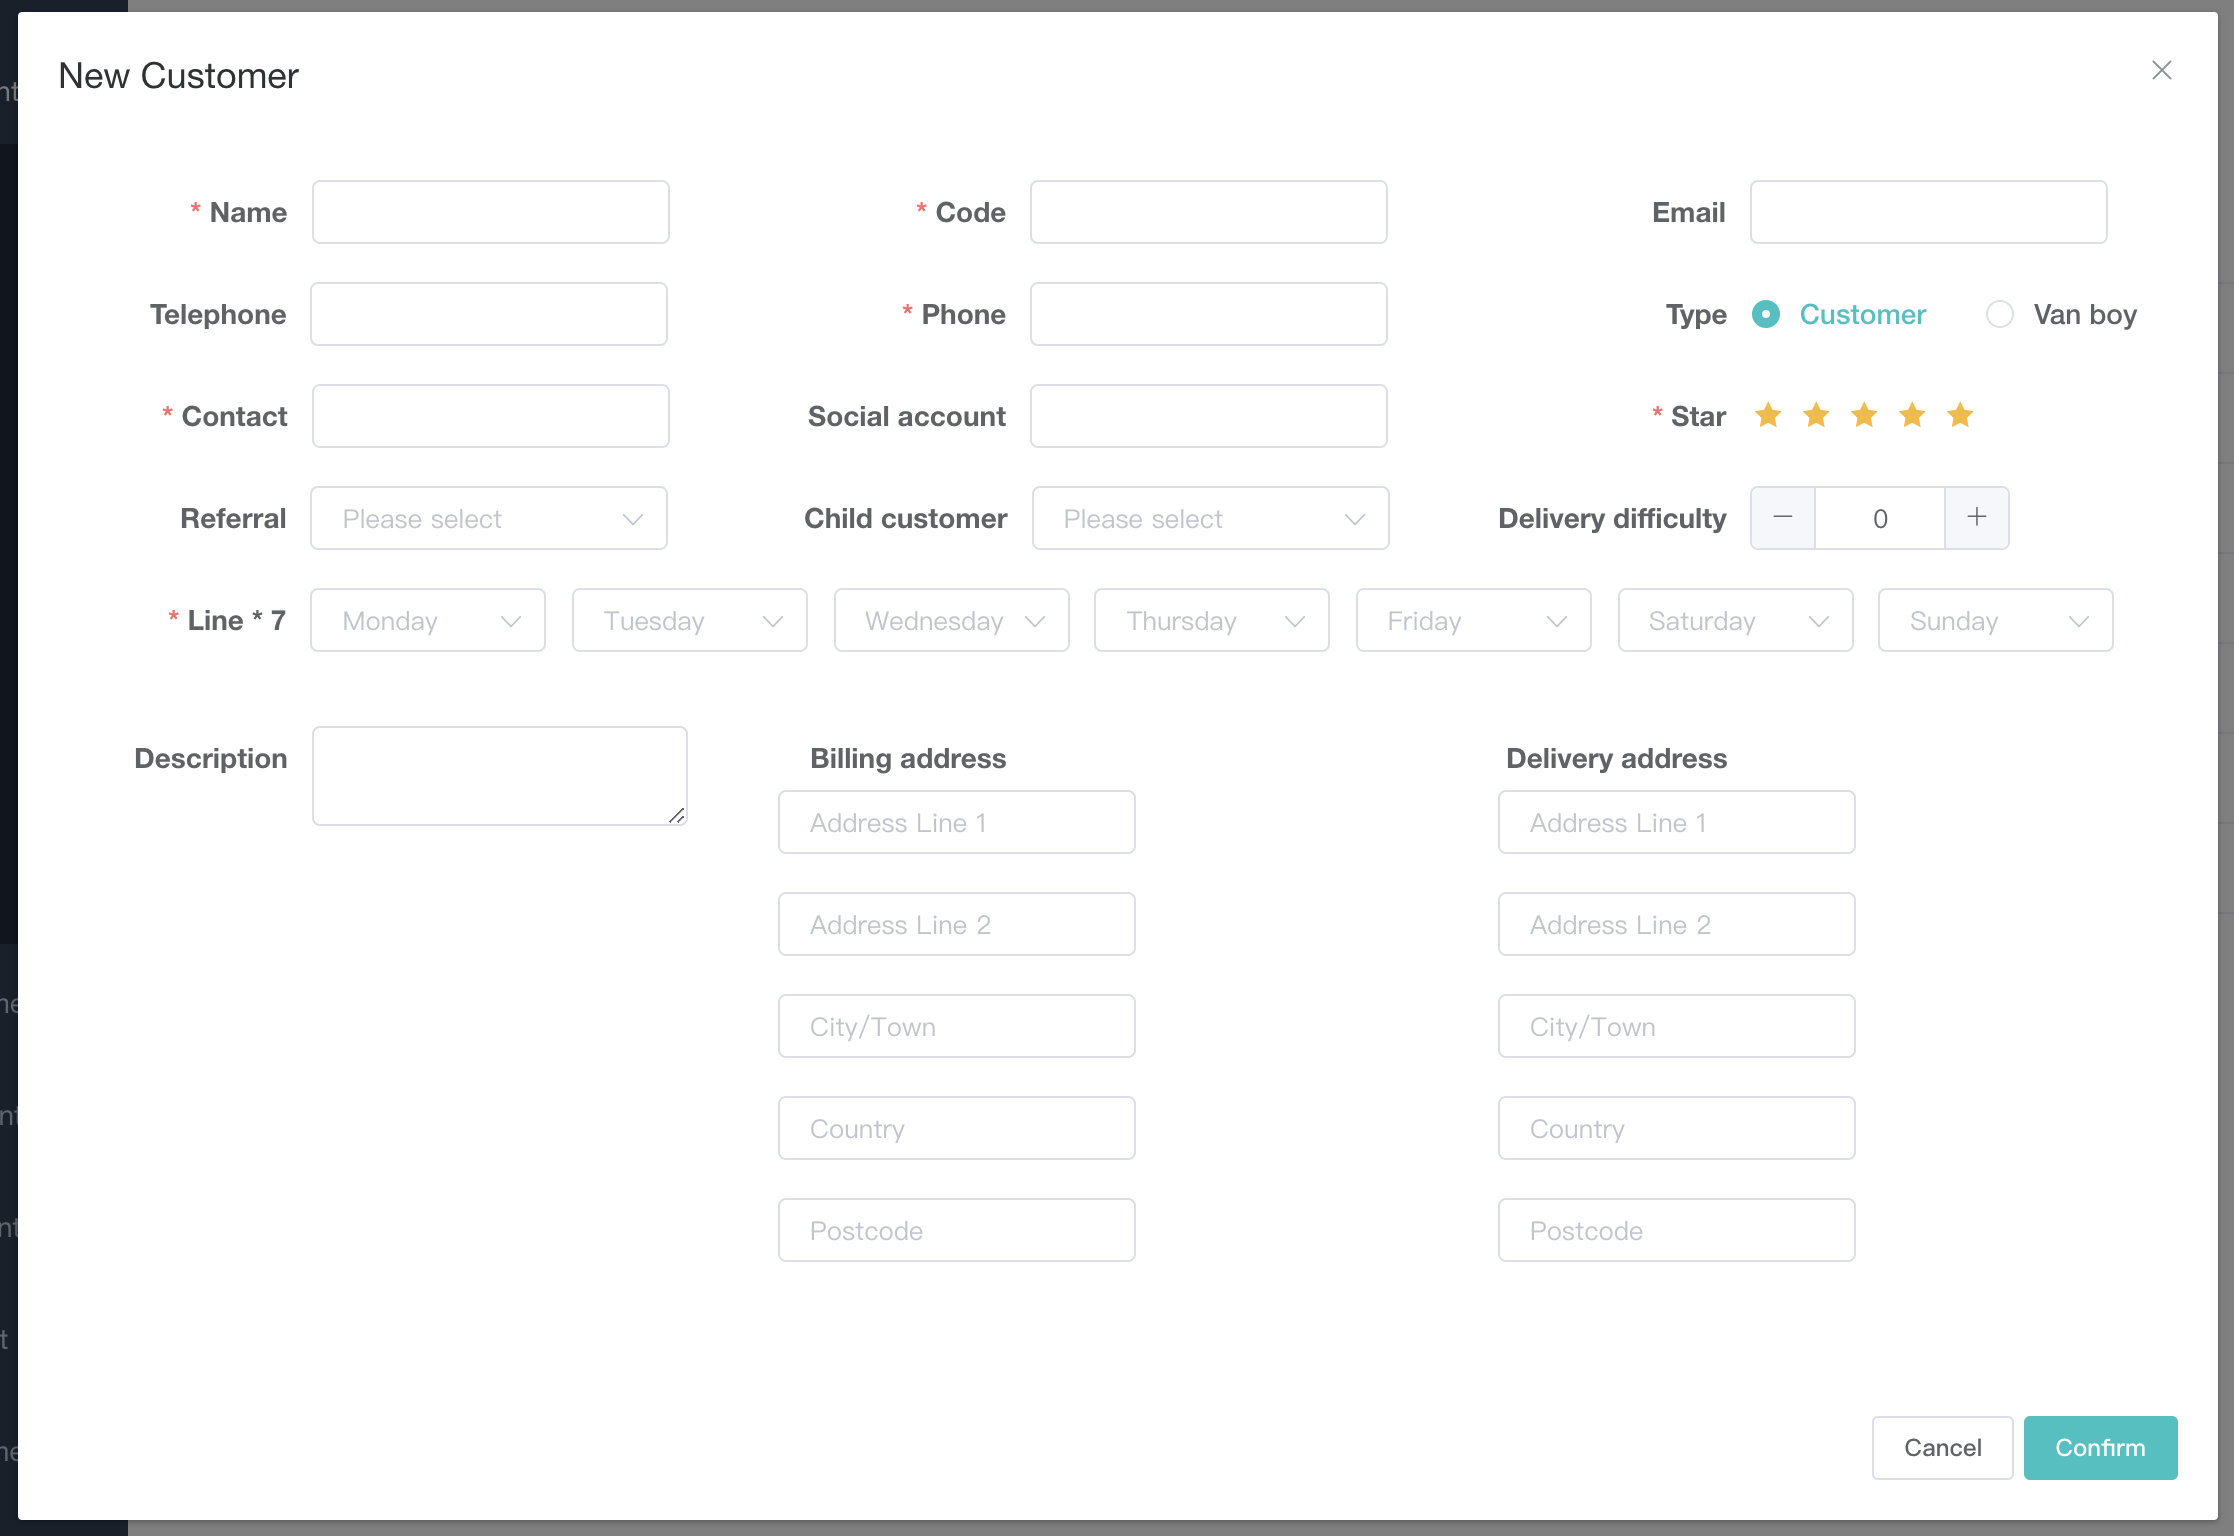 New Customer
* Name
* Code
Email
Telephone
* Phone
Type Customer Van boy
* Contact
Social account
* Star
Referral Please select
Child customer Please select
Delivery difficulty 0
* Line * 7 Monday Tuesday Wednesday Thursday Friday Saturday Sunday
Description
Billing address
Address Line 1
Address Line 2
City/Town
Country
Postcode
Delivery address
Address Line 1
Address Line 2
City/Town
Country
Postcode
Cancel Confirm